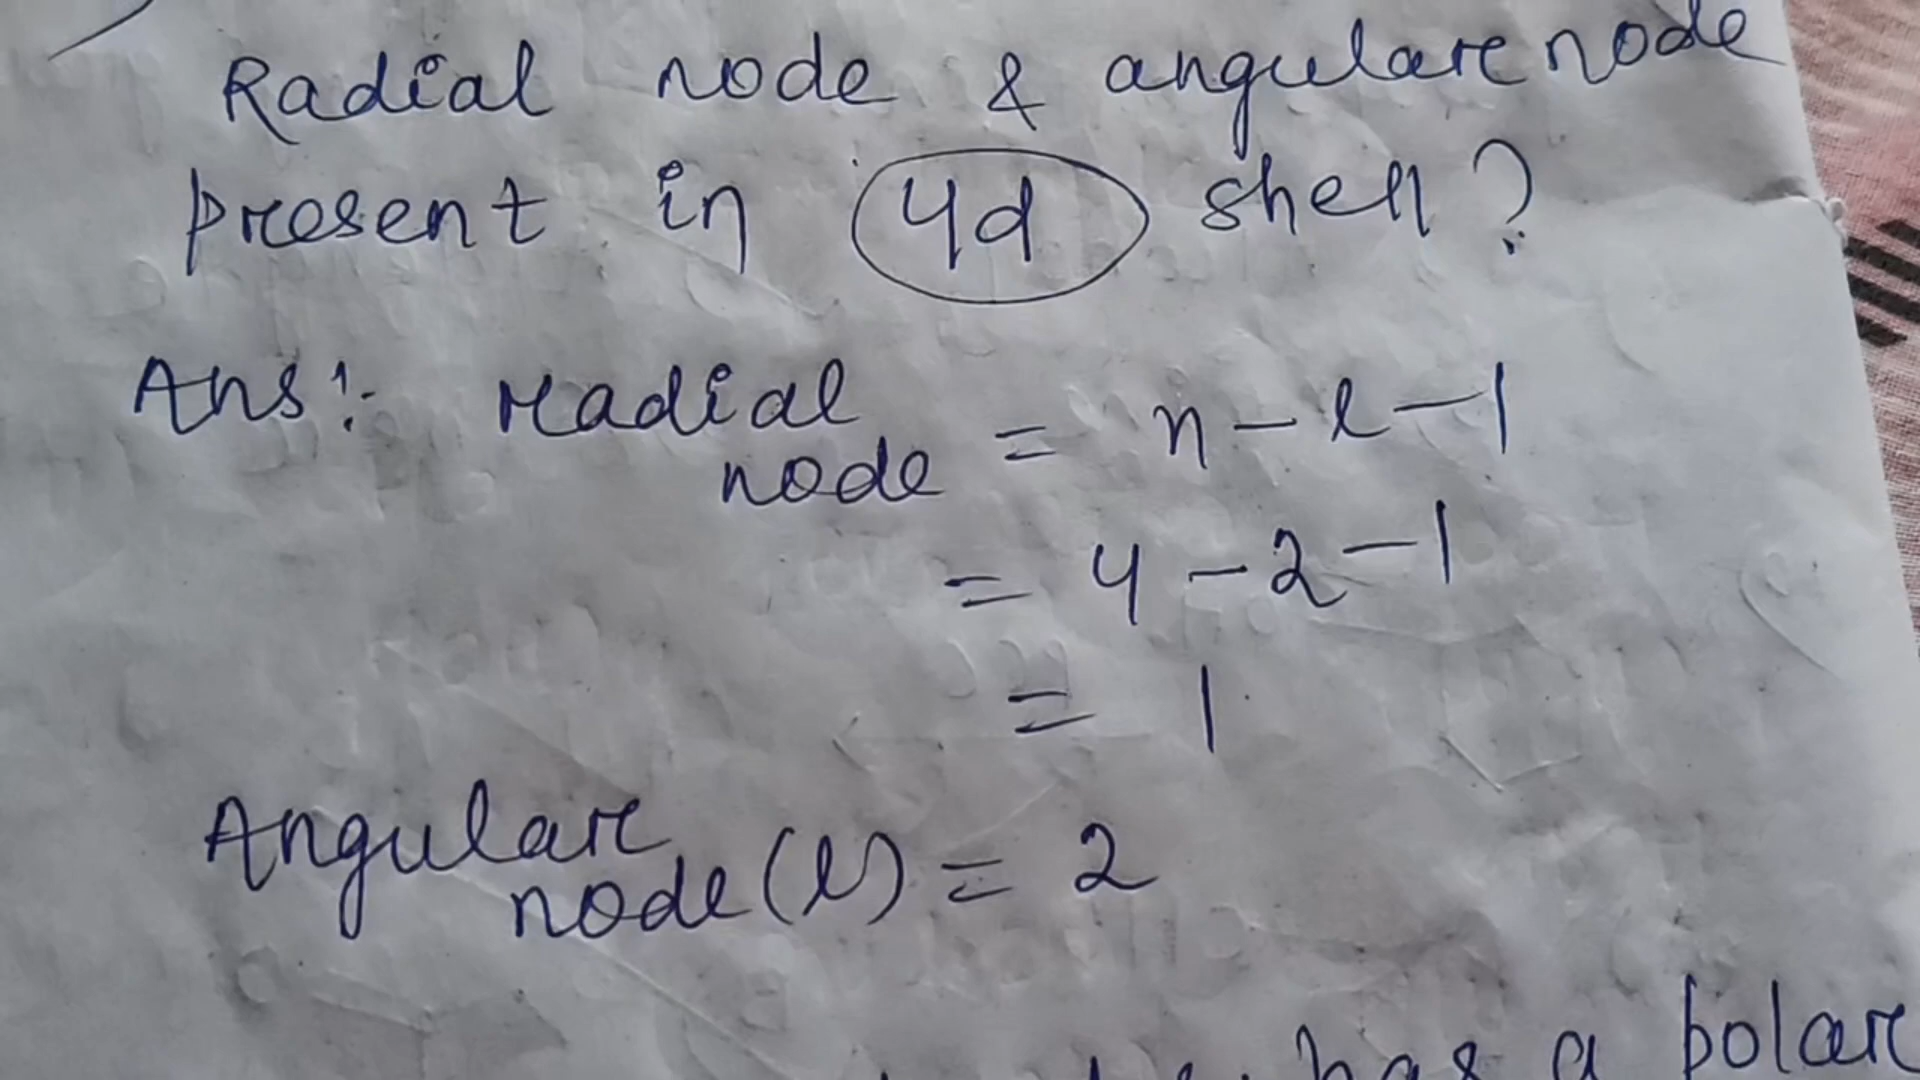 Radial node & angulare node
present in 4d shell?
Ans:- radial
node = n - l - 1
= 4 - 2 - 1
= 1
Angulare
node (l) = 2
has a polar